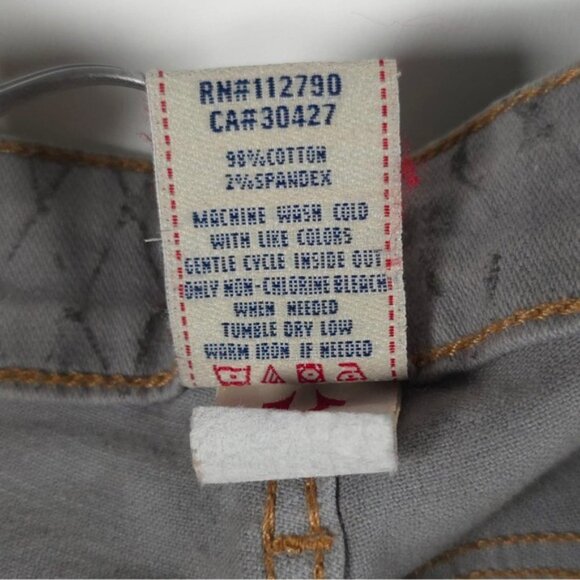 RN#112790
CA#30427
98%COTTON
2%SPANDEX
MACHINE WASH COLD
WITH LIKE COLORS
GENTLE CYCLE INSIDE OUT
ONLY NON-CHLORINE BLEACH
WHEN NEEDED
TUMBLE DRY LOW
WARM IRON IF NEEDED